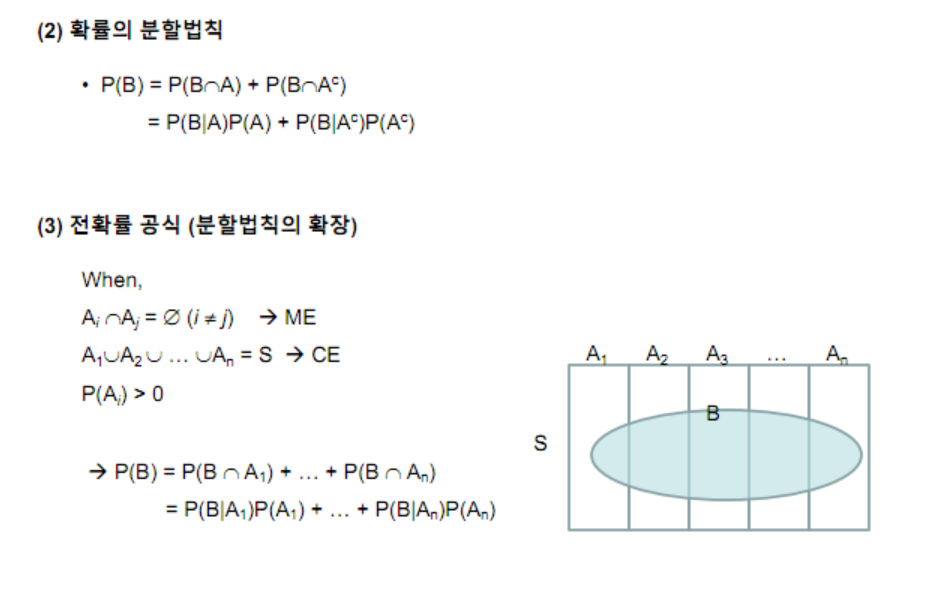 (2) 확률의 분할법칙
• P(B) = P(B∩A) + P(B∩Aᶜ)
= P(B|A)P(A) + P(B|Aᶜ)P(Aᶜ)
(3) 전확률 공식 (분할법칙의 확장)
When,
Aᵢ ∩Aⱼ = ∅ (i ≠ j) → ME
A₁∪A₂ ∪ … ∪Aₙ = S → CE
P(Aᵢ) > 0
→ P(B) = P(B ∩ A₁) + … + P(B ∩ Aₙ)
= P(B|A₁)P(A₁) + … + P(B|Aₙ)P(Aₙ)
A₁ A₂ A₃ … Aₙ
B
S